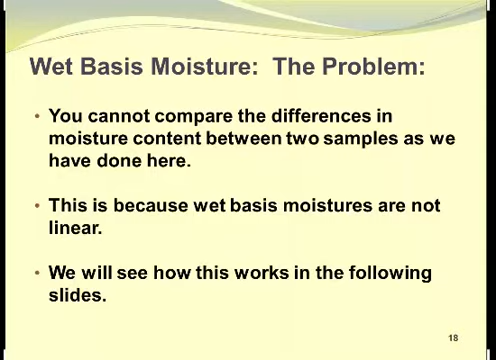 Wet Basis Moisture: The Problem:
• You cannot compare the differences in
moisture content between two samples as we
have done here.
• This is because wet basis moistures are not
linear.
• We will see how this works in the following
slides.
18